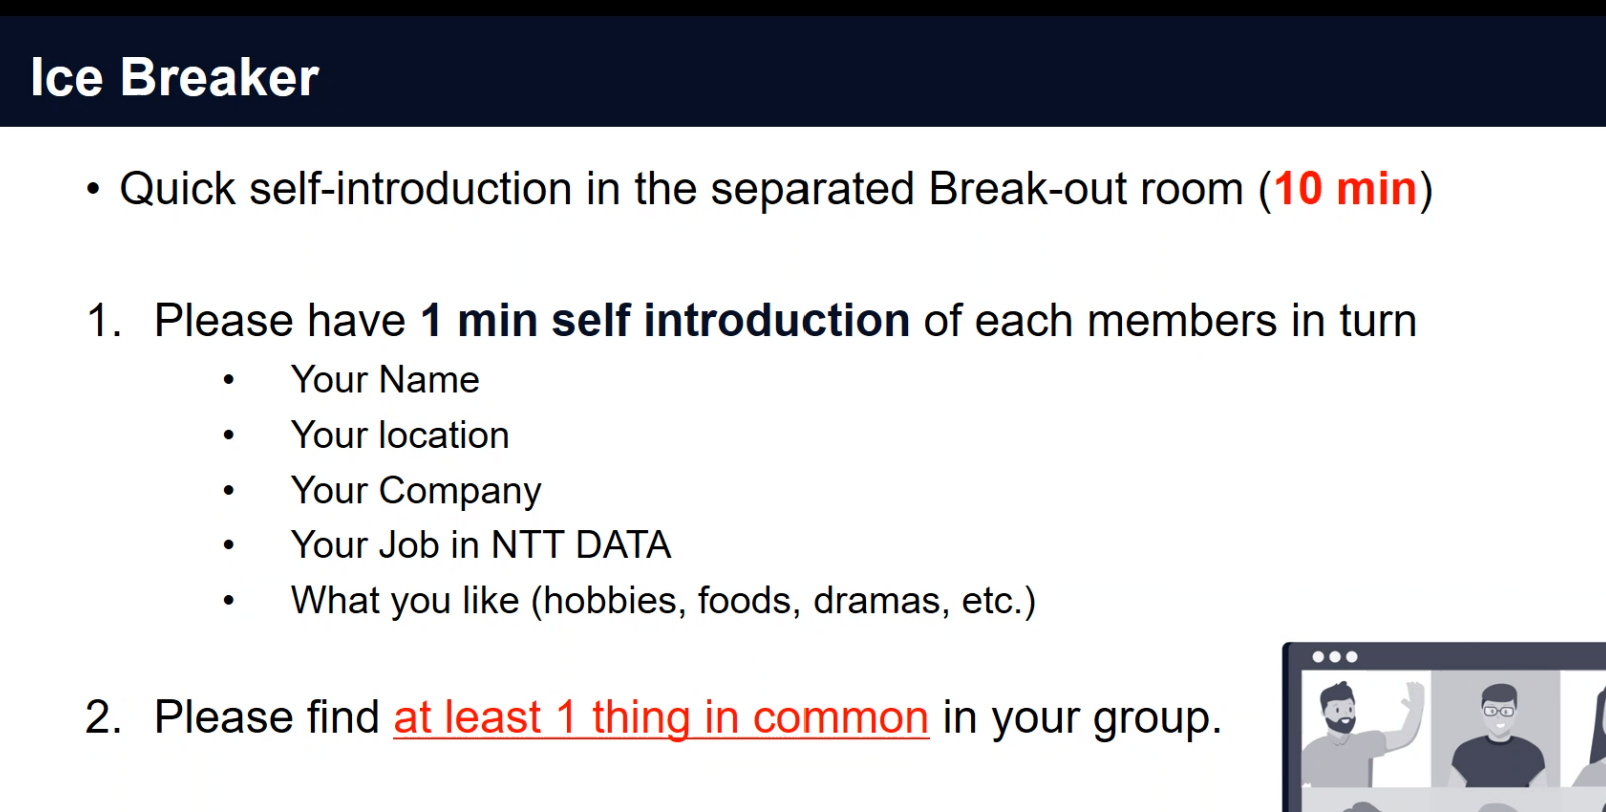 Ice Breaker
• Quick self-introduction in the separated Break-out room (10 min)
1. Please have 1 min self introduction of each members in turn
• Your Name
• Your location
• Your Company
• Your Job in NTT DATA
• What you like (hobbies, foods, dramas, etc.)
2. Please find at least 1 thing in common in your group.